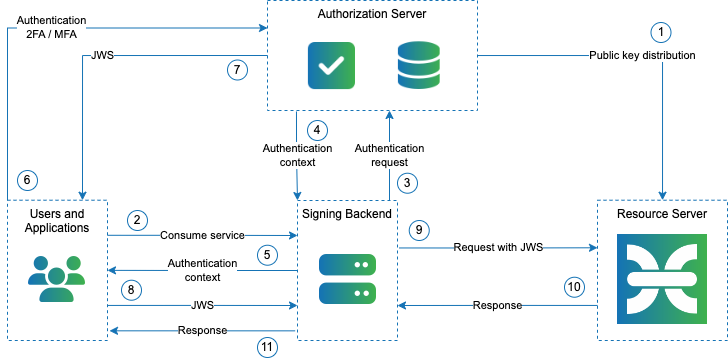 Authentication
2FA / MFA
Authorization Server
1
JWS
7
Public key distribution
4
Authentication
context
Authentication
request
6
3
Users and
Applications
Signing Backend
Resource Server
2
Consume service
9
Request with JWS
5
Authentication
context
8
JWS
10
Response
Response
11